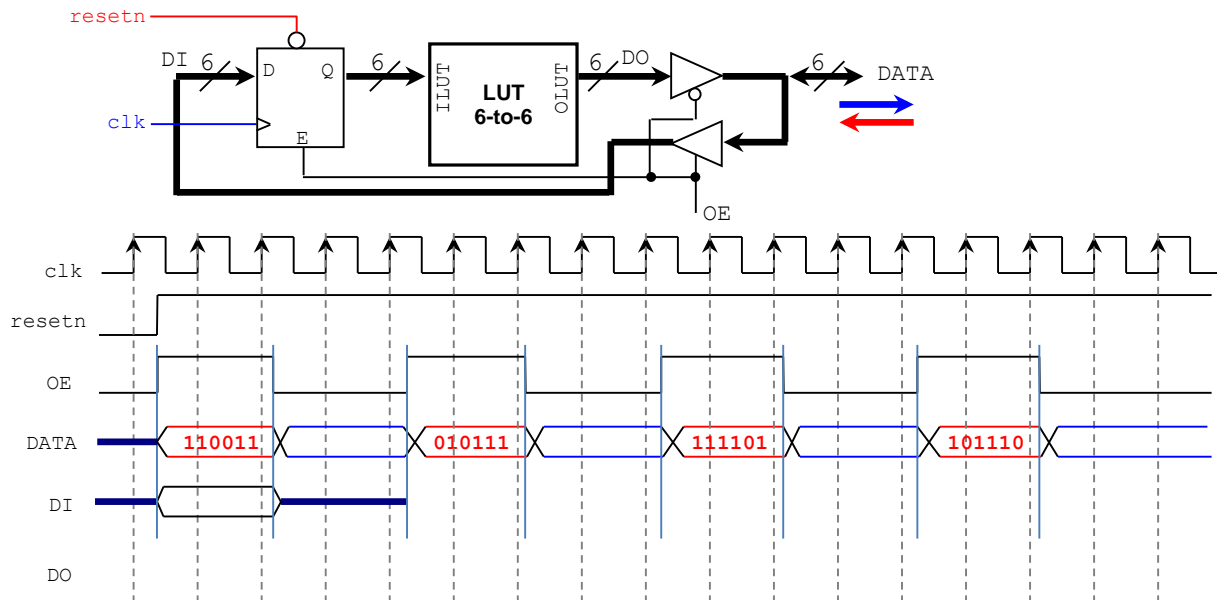 resetn
DI
6
D
Q
6
ILUT
LUT
6-to-6
OLUT
6
DO
6
DATA
clk
E
OE
clk
resetn
OE
DATA
110011
010111
111101
101110
DI
DO